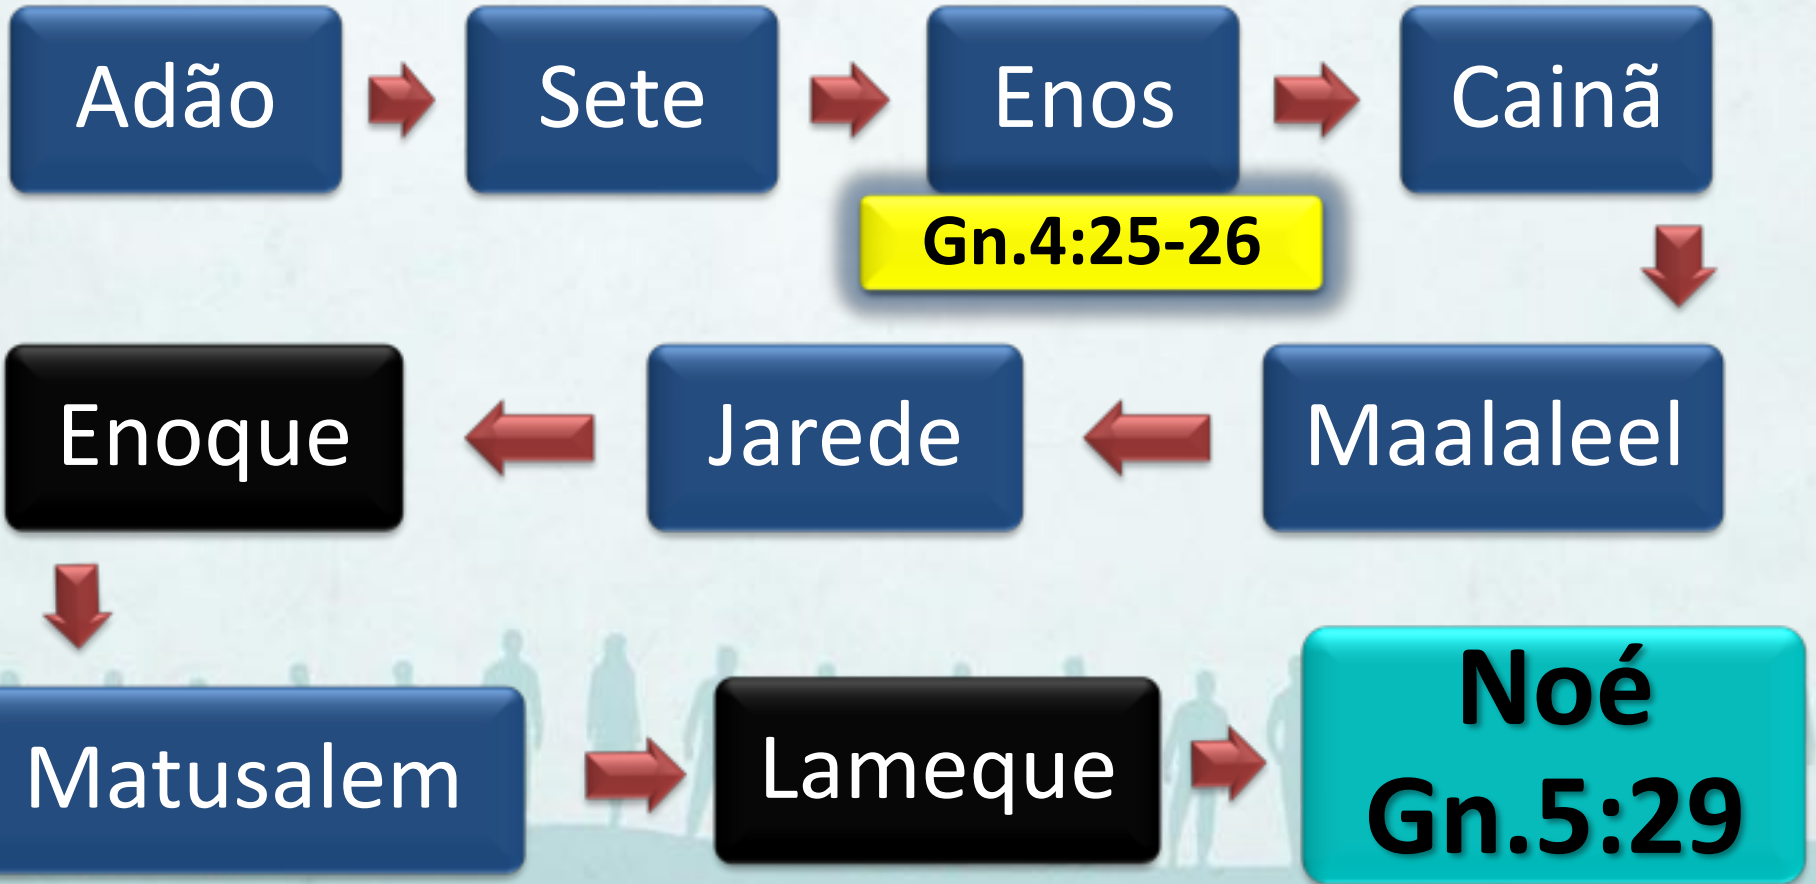 Adão
Sete
Enos
Cainã
Gn.4:25-26
Maalaleel
Jarede
Enoque
Matusalem
Lameque
Noé
Gn.5:29